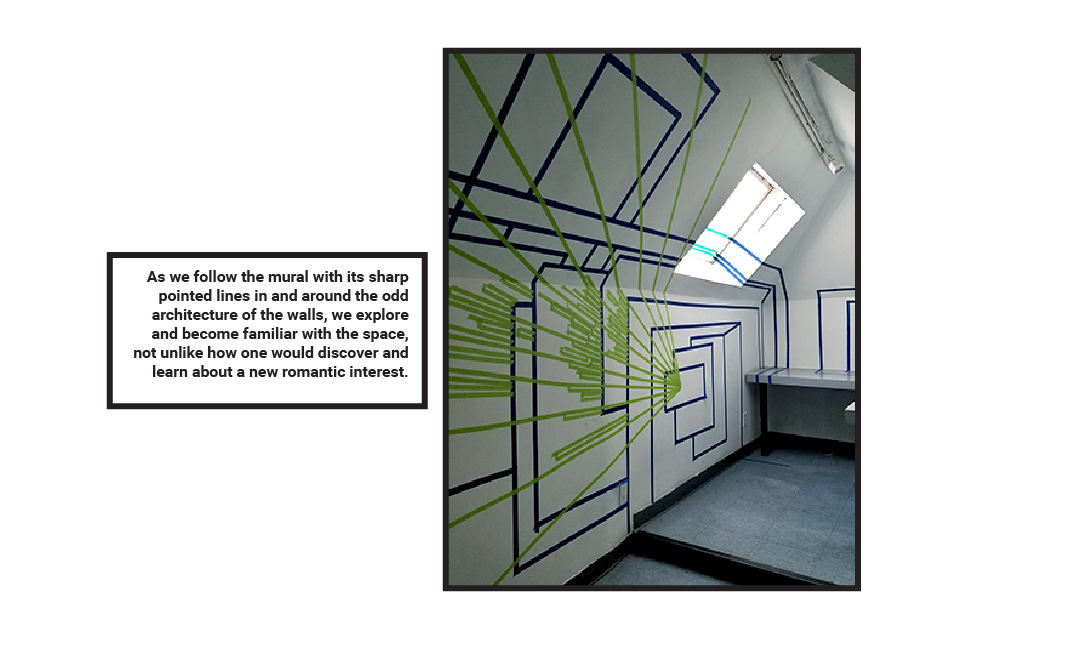 As we follow the mural with its sharp
pointed lines in and around the odd
architecture of the walls, we explore
and become familiar with the space,
not unlike how one would discover and
learn about a new romantic interest.